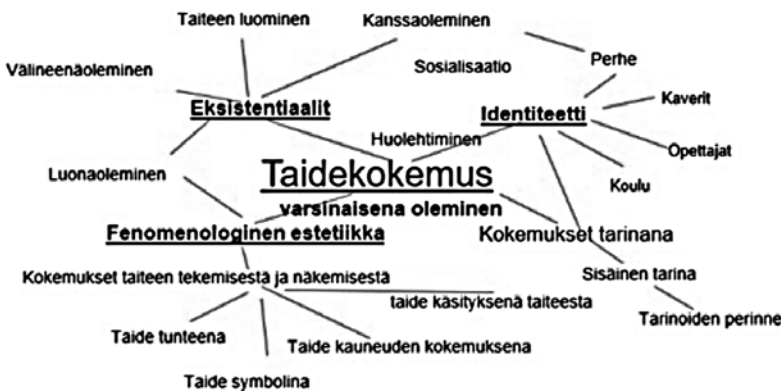 Taiteen luominen
Kanssaoleminen
Välineenäoleminen
Sosialisaatio
Perhe
Eksistentiaalit
Identiteetti
Kaverit
Huolehtiminen
Opettajat
Luonaoleminen
Taidekokemus
Koulu
varsinaisena oleminen
Fenomenologinen estetiikka
Kokemukset tarinana
Kokemukset taiteen tekemisestä ja näkemisestä
Sisäinen tarina
taide käsityksenä taiteesta
Tarinoiden perinne
Taide tunteena
Taide kauneuden kokemuksena
Taide symbolina